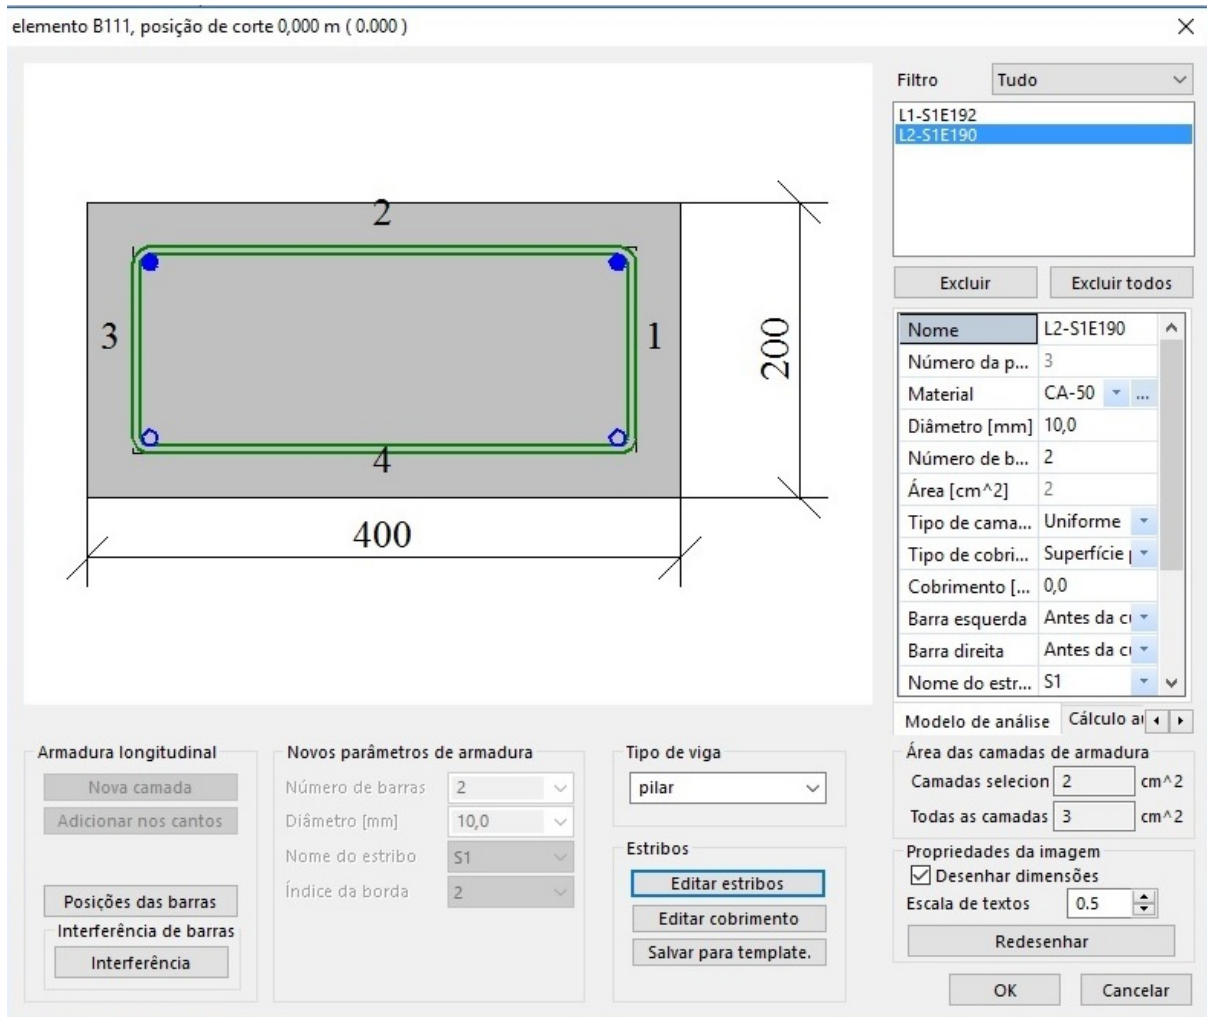 elemento B111, posição de corte 0,000 m ( 0.000 )
Filtro Tudo
L1-S1E192
L2-S1E190
Excluir Excluir todos
2
3
1
4
200
400
Nome L2-S1E190
Número da p... 3
Material CA-50 ...
Diâmetro [mm] 10,0
Número de b... 2
Área [cm^2] 2
Tipo de cama... Uniforme
Tipo de cobri... Superfície
Cobrimento [... 0,0
Barra esquerda Antes da
Barra direita Antes da
Nome do estr... S1
Modelo de análise Cálculo
Armadura longitudinal
Nova camada
Adicionar nos cantos
Posições das barras
Interferência de barras
Interferência
Novos parâmetros de armadura
Número de barras 2
Diâmetro [mm] 10,0
Nome do estribo S1
Índice da borda 2
Tipo de viga
pilar
Estribos
Editar estribos
Editar cobrimento
Salvar para template.
Área das camadas de armadura
Camadas selecion 2 cm^2
Todas as camadas 3 cm^2
Propriedades da imagem
Desenhar dimensões
Escala de textos 0.5
Redesenhar
OK Cancelar